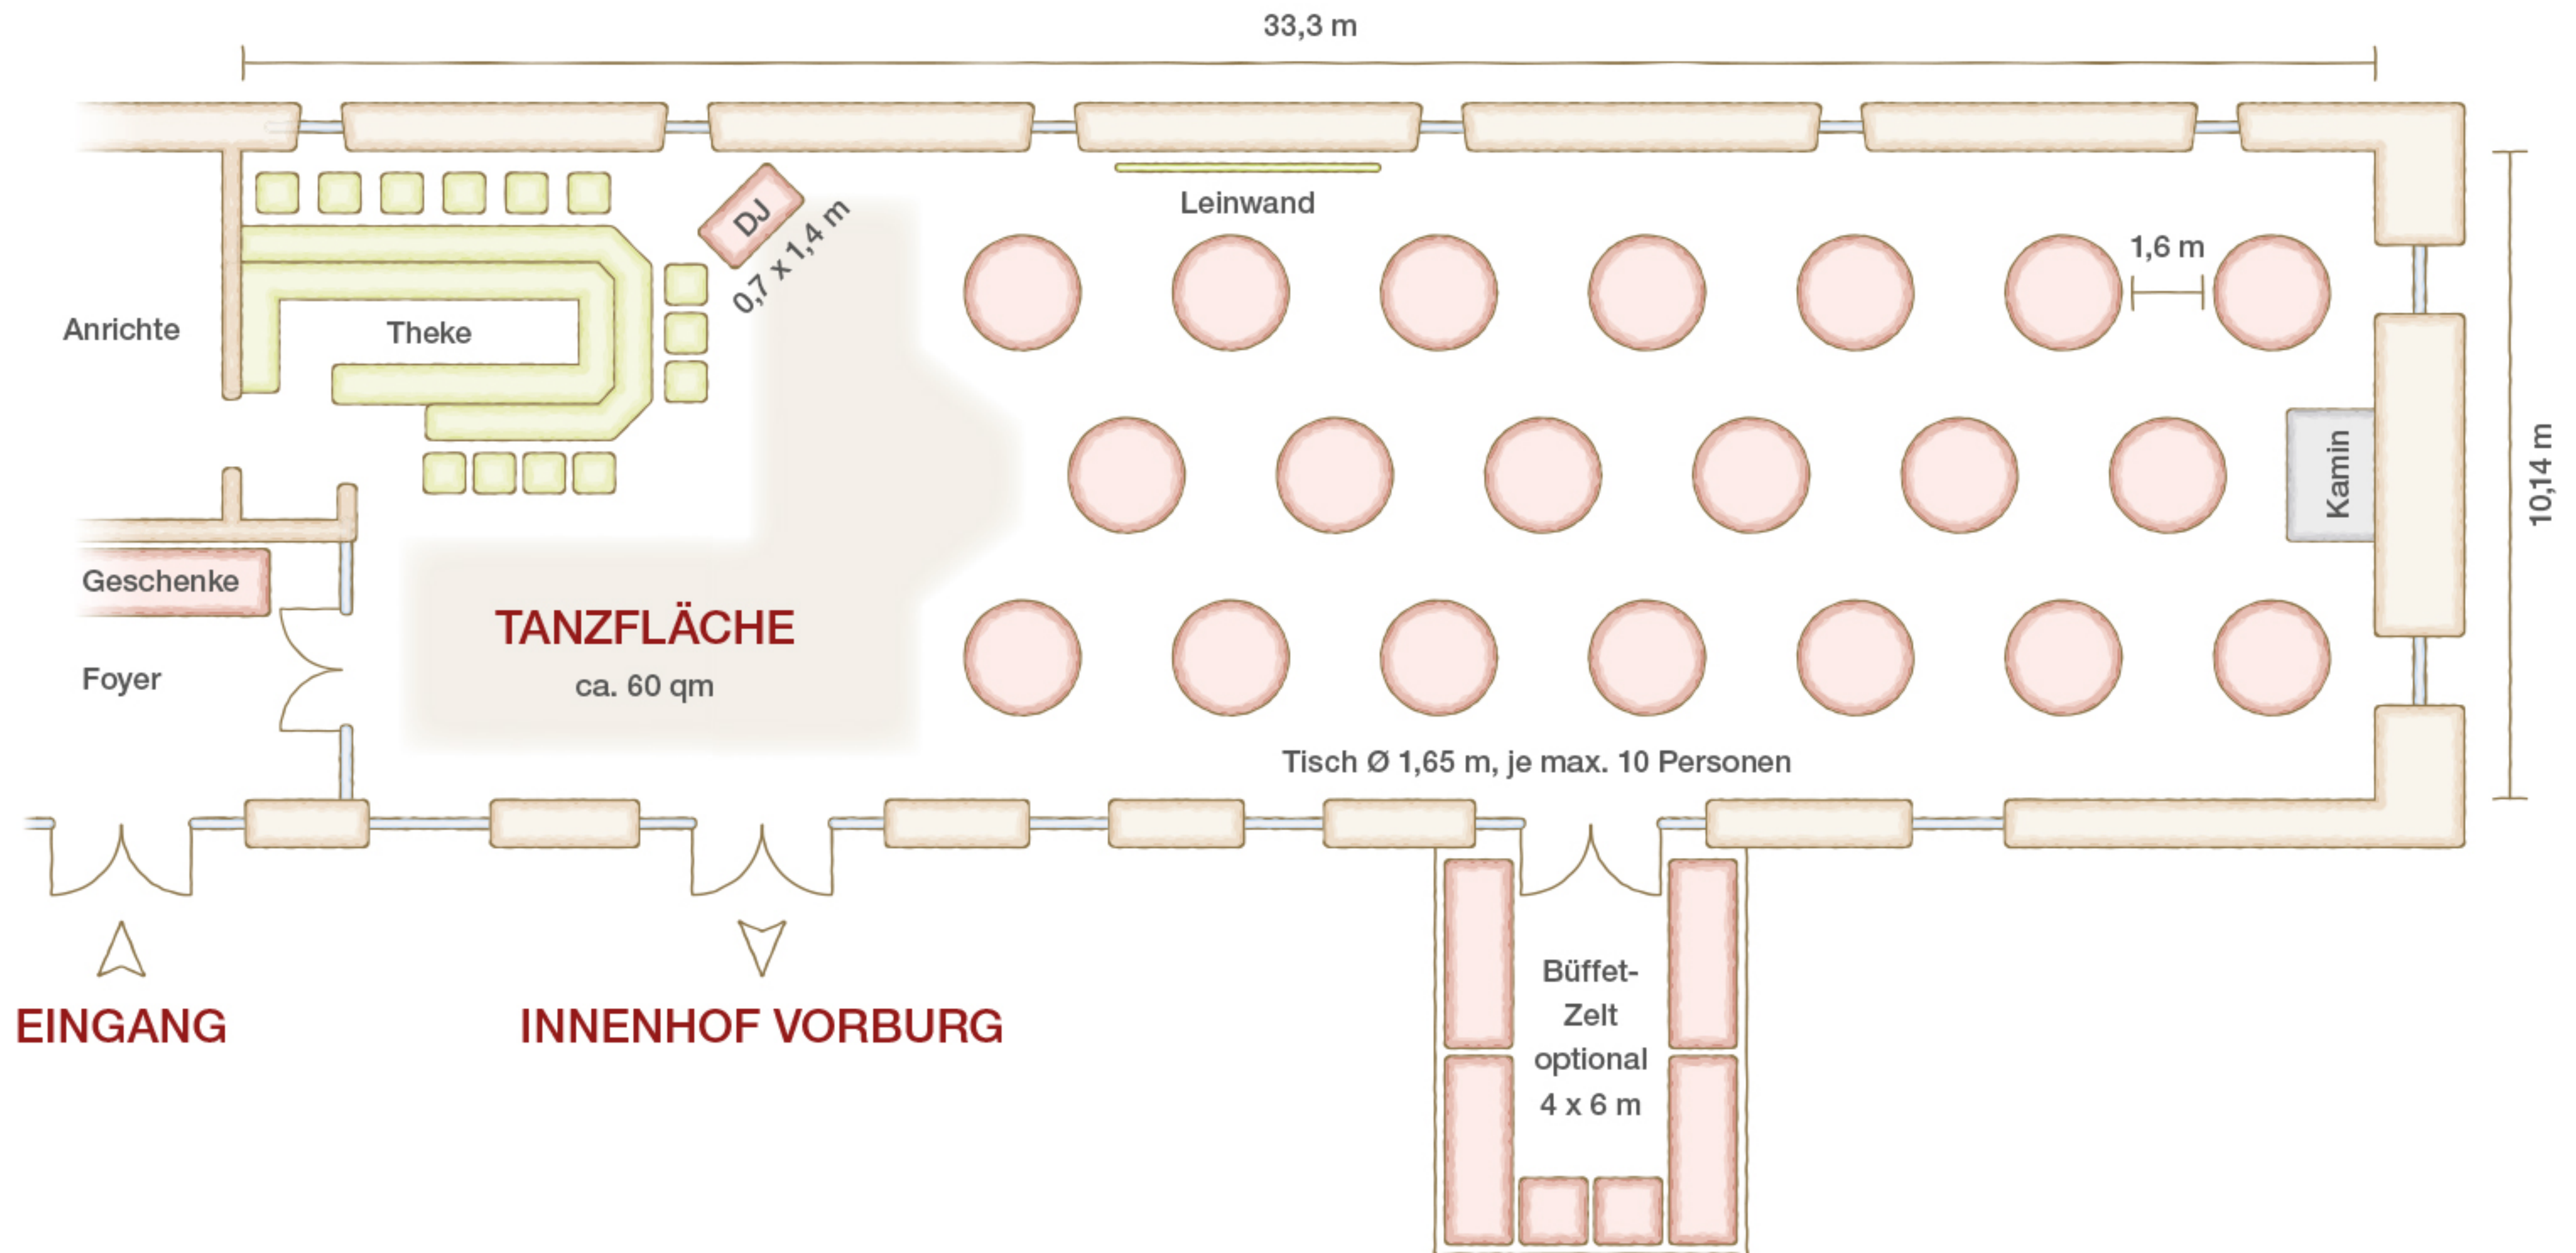 33,3 m
Leinwand
DJ
0,7 x 1,4 m
1,6 m
Anrichte
Theke
10,14 m
Kamin
Geschenke
TANZFLÄCHE
ca. 60 qm
Foyer
Tisch Ø 1,65 m, je max. 10 Personen
EINGANG
INNENHOF VORBURG
Büffet-
Zelt
optional
4 x 6 m